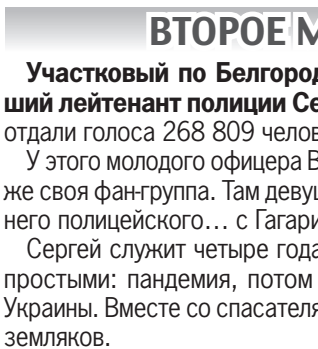 ВТОРОЕ М
Участковый по Белгород
ший лейтенант полиции Се
отдали голоса 268 809 челов
У этого молодого офицера В
же своя фан-группа. Там девуш
него полицейского… с Гагари
Сергей служит четыре года
простыми: пандемия, потом
Украины. Вместе со спасателя
земляков.